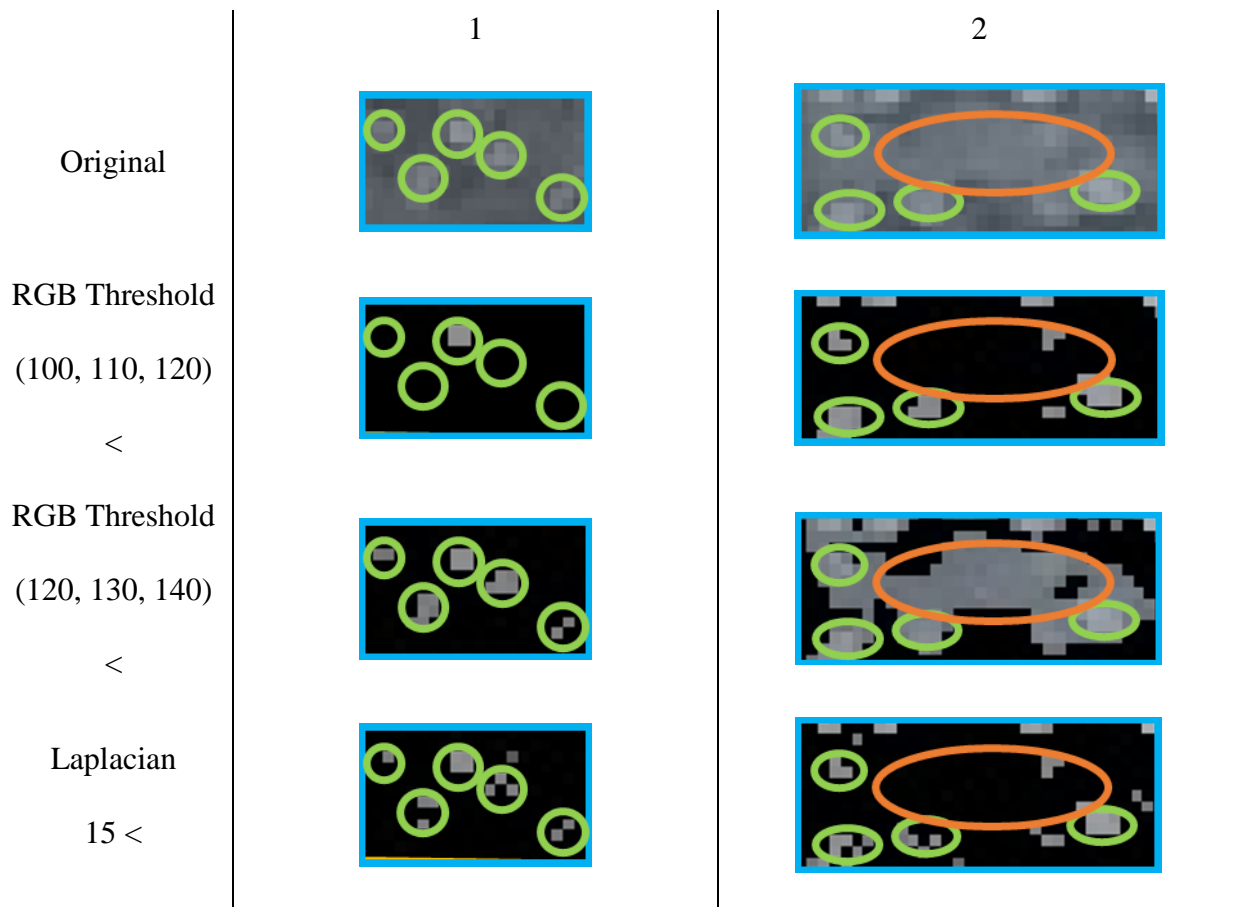 1
2
Original
RGB Threshold
(100, 110, 120)
<
RGB Threshold
(120, 130, 140)
<
Laplacian
15 <